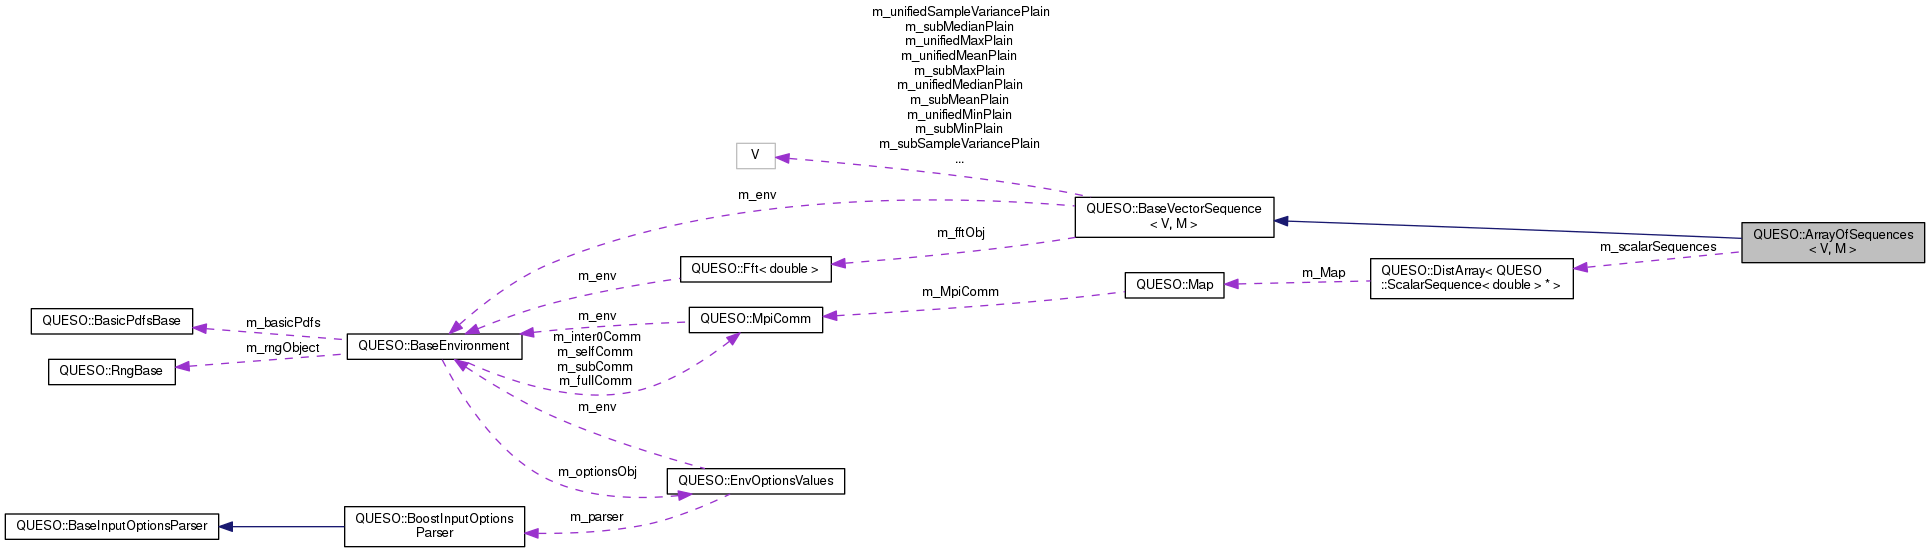 m_unifiedSampleVariancePlain
m_subMedianPlain
m_unifiedMaxPlain
m_unifiedMeanPlain
m_subMaxPlain
m_unifiedMedianPlain
m_subMeanPlain
m_unifiedMinPlain
m_subMinPlain
m_subSampleVariancePlain
...
V
m_env
QUESO::BaseVectorSequence
< V, M >
m_fftObj
QUESO::ArrayOfSequences
< V, M >
m_scalarSequences
QUESO::DistArray< QUESO
::ScalarSequence< double > * >
m_Map
QUESO::Map
m_MpiComm
QUESO::Fft< double >
m_env
QUESO::MpiComm
m_env
m_inter0Comm
m_selfComm
m_subComm
m_fullComm
QUESO::BasicPdfsBase
m_basicPdfs
QUESO::BaseEnvironment
m_rngObject
QUESO::RngBase
m_env
m_optionsObj
QUESO::EnvOptionsValues
m_parser
QUESO::BoostInputOptions
Parser
QUESO::BaseInputOptionsParser